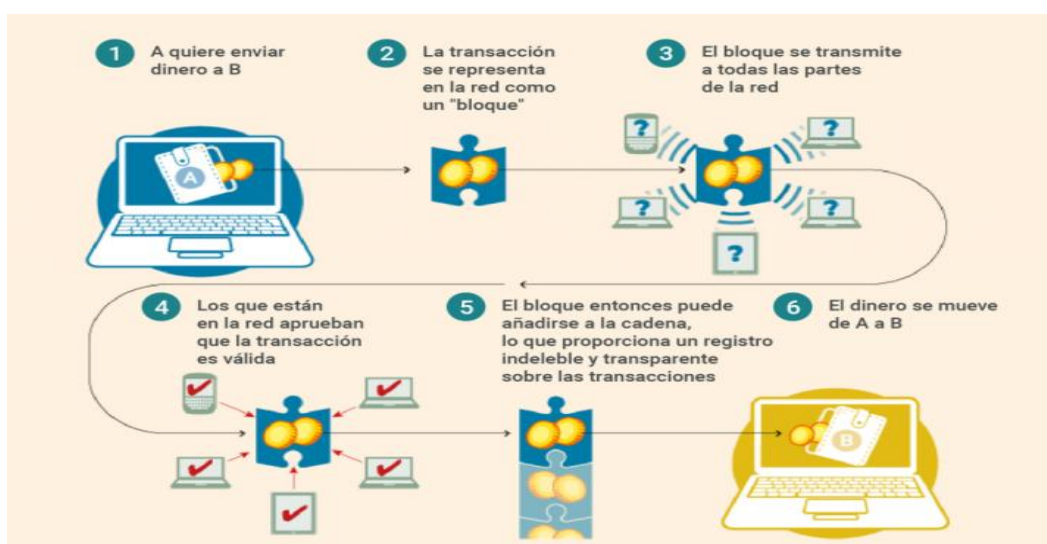 1
A quiere enviar
dinero a B
2
La transacción
se representa
en la red como
un "bloque"
3
El bloque se transmite
a todas las partes
de la red
A
?
?
?
?
?
4
Los que están
en la red aprueban
que la transacción
es válida
5
El bloque entonces puede
añadirse a la cadena,
lo que proporciona un registro
indeleble y transparente
sobre las transacciones
6
El dinero se mueve
de A a B
B